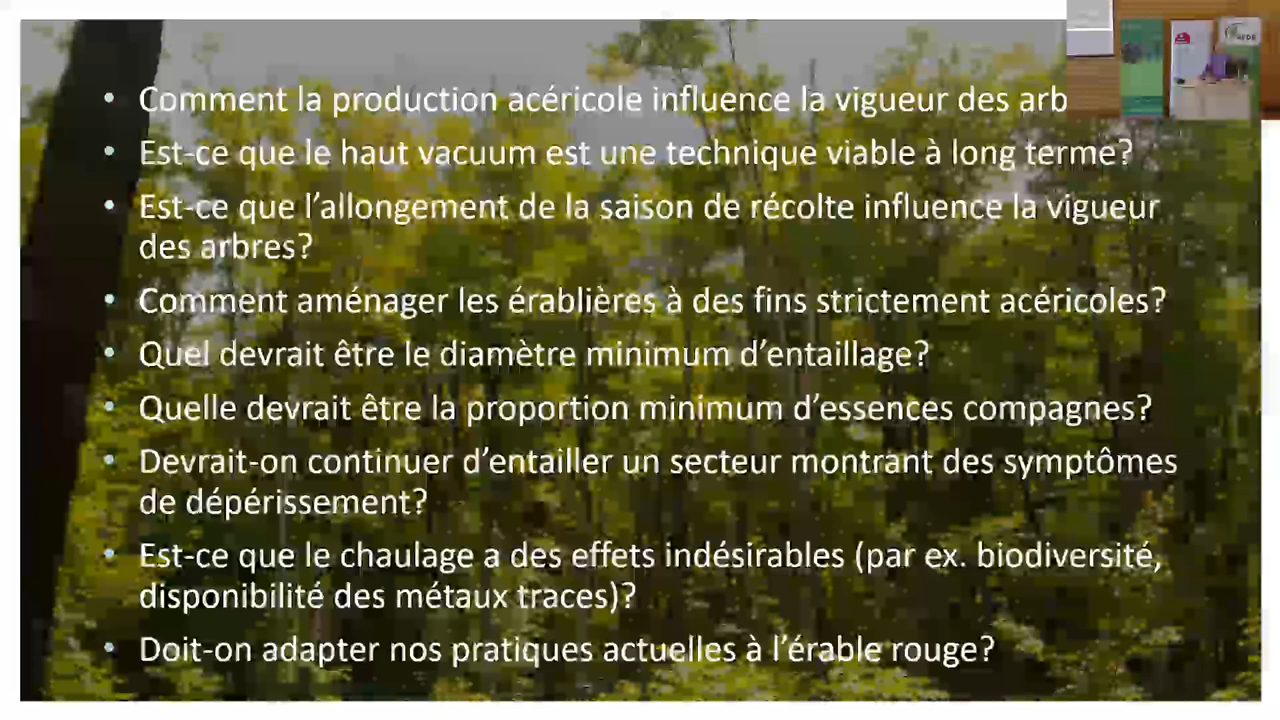 • Comment la production acéricole influence la vigueur des arb
• Est-ce que le haut vacuum est une technique viable à long terme?
• Est-ce que l’allongement de la saison de récolte influence la vigueur
des arbres?
• Comment aménager les érablières à des fins strictement acéricoles?
• Quel devrait être le diamètre minimum d’entaillage?
• Quelle devrait être la proportion minimum d’essences compagnes?
• Devrait-on continuer d’entailler un secteur montrant des symptômes
de dépérissement?
• Est-ce que le chaulage a des effets indésirables (par ex. biodiversité,
disponibilité des métaux traces)?
• Doit-on adapter nos pratiques actuelles à l’érable rouge?